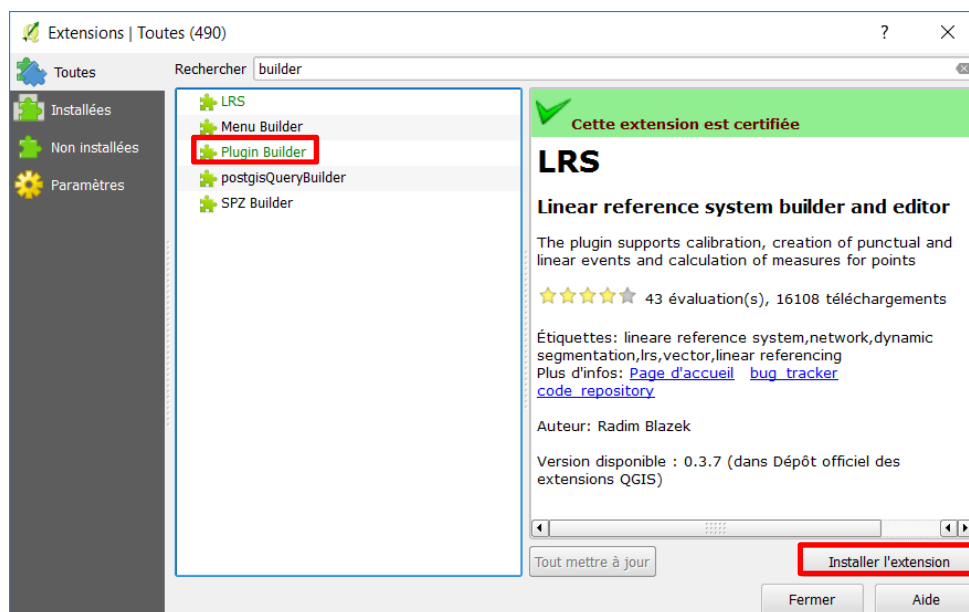 Extensions | Toutes (490)
?
Toutes
Installées
Non installées
Paramètres
Rechercher builder
LRS
Menu Builder
Plugin Builder
postgisQueryBuilder
SPZ Builder
Cette extension est certifiée
LRS
Linear reference system builder and editor
The plugin supports calibration, creation of punctual and
linear events and calculation of measures for points
43 évaluation(s), 16108 téléchargements
Étiquettes: lineare reference system,network,dynamic
segmentation,lrs,vector,linear referencing
Plus d'infos: Page d'accueil bug tracker
code repository
Auteur: Radim Blazek
Version disponible : 0.3.7 (dans Dépôt officiel des
extensions QGIS)
Tout mettre à jour
Installer l'extension
Fermer
Aide